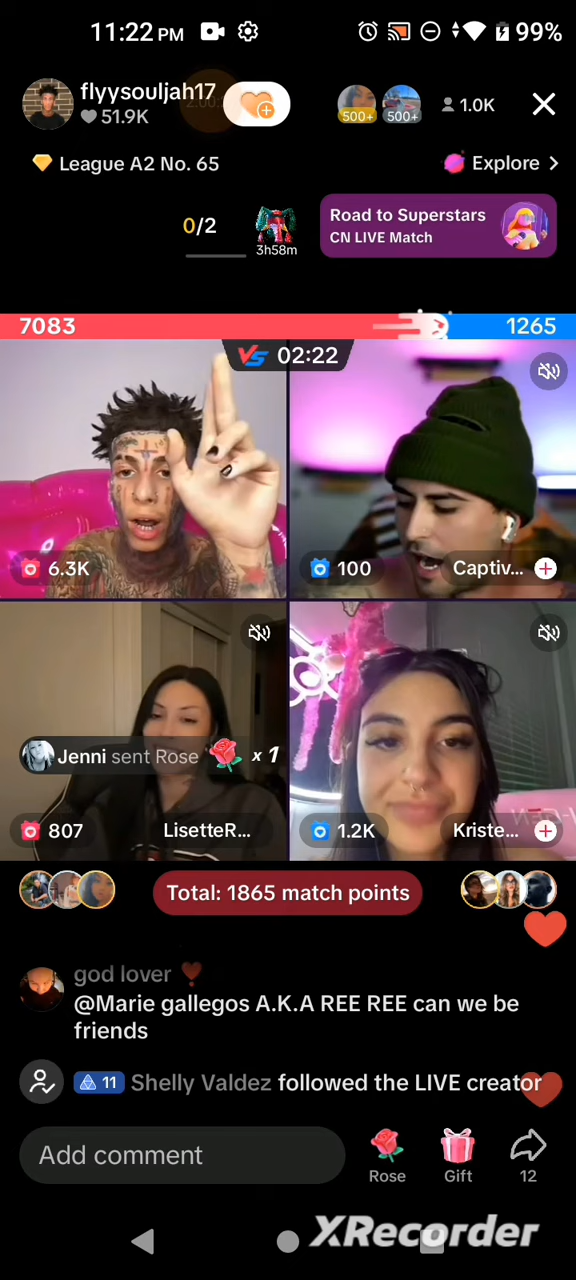 11:22 PM
99%
flyysouljah17
51.9K
500+
500+
1.0K
League A2 No. 65
Explore
0/2
3h58m
Road to Superstars
CN LIVE Match
7083
1265
VS 02:22
6.3K
100
Captiv...
Jenni sent Rose x 1
807
LisetteR...
1.2K
Kriste...
Total: 1865 match points
god lover
@Marie gallegos A.K.A REE REE can we be
friends
11 Shelly Valdez followed the LIVE creator
Add comment
Rose
Gift
12
XRecorder